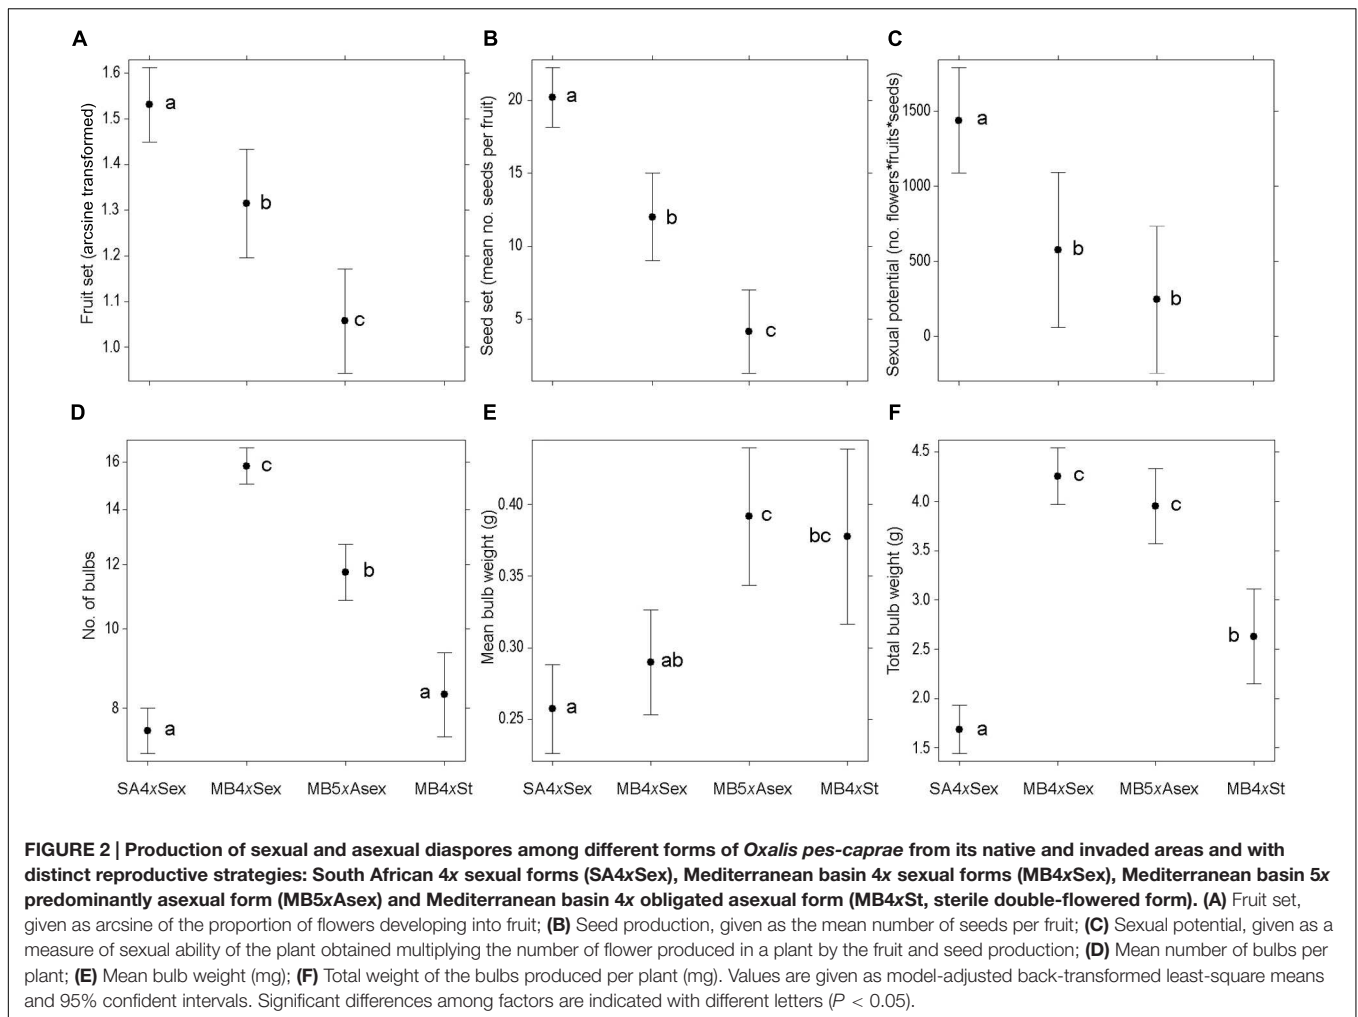 A
B
C
Fruit set (arcsine transformed)
1.6
1.5
1.4
1.3
1.2
1.1
1.0
a
b
c
Seed set (mean no. seeds per fruit)
20
15
10
5
a
b
c
Sexual potential (no. flowers*fruits*seeds)
1500
1000
500
0
a
b
b
D
E
F
No. of bulbs
16
14
12
10
8
a
c
b
a
SA4xSex MB4xSex MB5xAsex MB4xSt
Mean bulb weight (g)
0.40
0.35
0.30
0.25
a
ab
c
bc
SA4xSex MB4xSex MB5xAsex MB4xSt
Total bulb weight (g)
4.5
4.0
3.5
3.0
2.5
2.0
1.5
a
c
c
b
SA4xSex MB4xSex MB5xAsex MB4xSt
FIGURE 2 | Production of sexual and asexual diaspores among different forms of Oxalis pes-caprae from its native and invaded areas and with
distinct reproductive strategies: South African 4x sexual forms (SA4xSex), Mediterranean basin 4x sexual forms (MB4xSex), Mediterranean basin 5x
predominantly asexual form (MB5xAsex) and Mediterranean basin 4x obligated asexual form (MB4xSt, sterile double-flowered form). (A) Fruit set,
given as arcsine of the proportion of flowers developing into fruit; (B) Seed production, given as the mean number of seeds per fruit; (C) Sexual potential, given as a
measure of sexual ability of the plant obtained multiplying the number of flower produced in a plant by the fruit and seed production; (D) Mean number of bulbs per
plant; (E) Mean bulb weight (mg); (F) Total weight of the bulbs produced per plant (mg). Values are given as model-adjusted back-transformed least-square means
and 95% confident intervals. Significant differences among factors are indicated with different letters (P < 0.05).